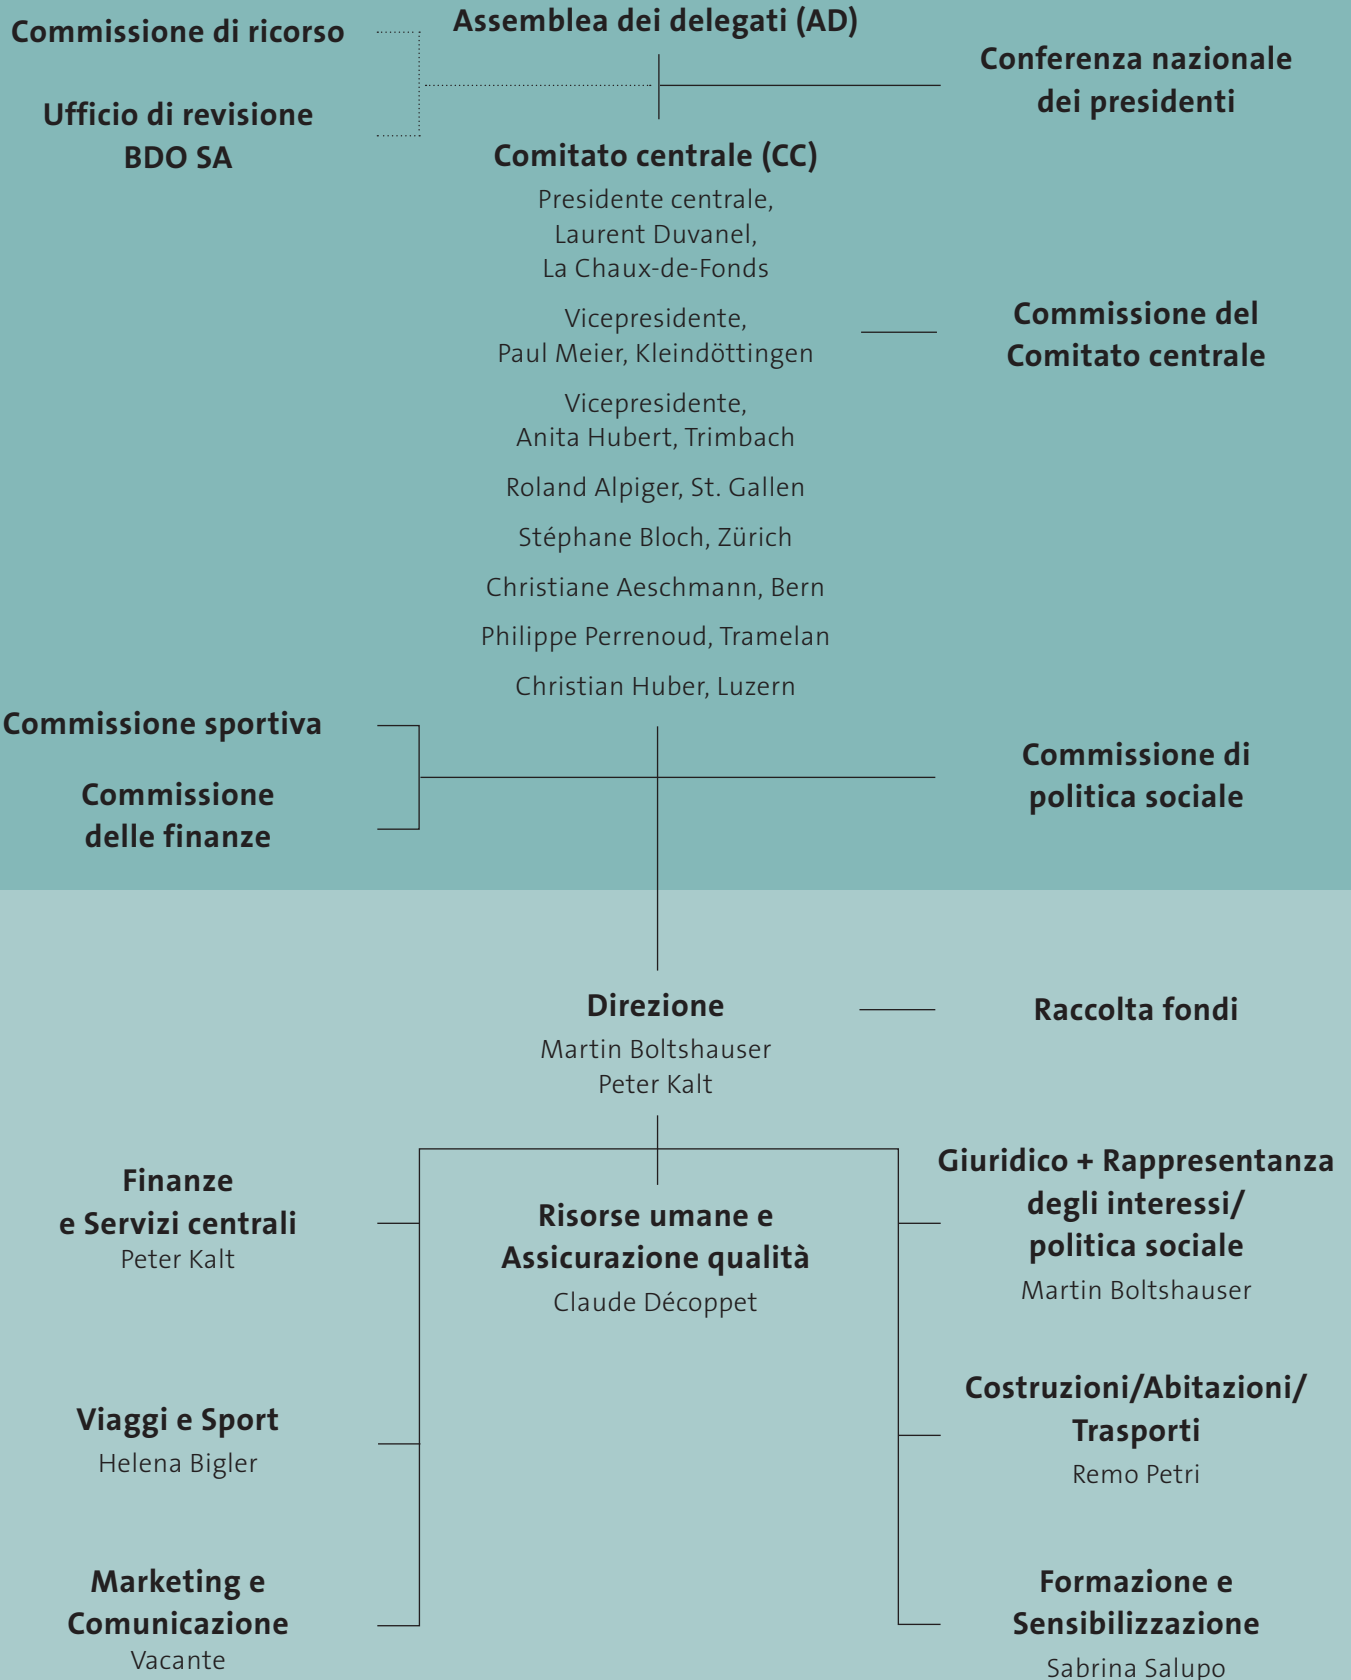 Assemblea dei delegati (AD)
Commissione di ricorso
Ufficio di revisione
BDO SA
Conferenza nazionale
dei presidenti
Comitato centrale (CC)
Presidente centrale,
Laurent Duvanel,
La Chaux-de-Fonds
Vicepresidente,
Paul Meier, Kleindöttingen
Vicepresidente,
Anita Hubert, Trimbach
Roland Alpiger, St. Gallen
Stéphane Bloch, Zürich
Christiane Aeschmann, Bern
Philippe Perrenoud, Tramelan
Christian Huber, Luzern
Commissione del
Comitato centrale
Commissione sportiva
Commissione
delle finanze
Commissione di
politica sociale
Direzione
Martin Boltshauser
Peter Kalt
Raccolta fondi
Finanze
e Servizi centrali
Peter Kalt
Risorse umane e
Assicurazione qualità
Claude Décoppet
Giuridico + Rappresentanza
degli interessi/
politica sociale
Martin Boltshauser
Viaggi e Sport
Helena Bigler
Costruzioni/Abitazioni/
Trasporti
Remo Petri
Marketing e
Comunicazione
Vacante
Formazione e
Sensibilizzazione
Sabrina Salupo